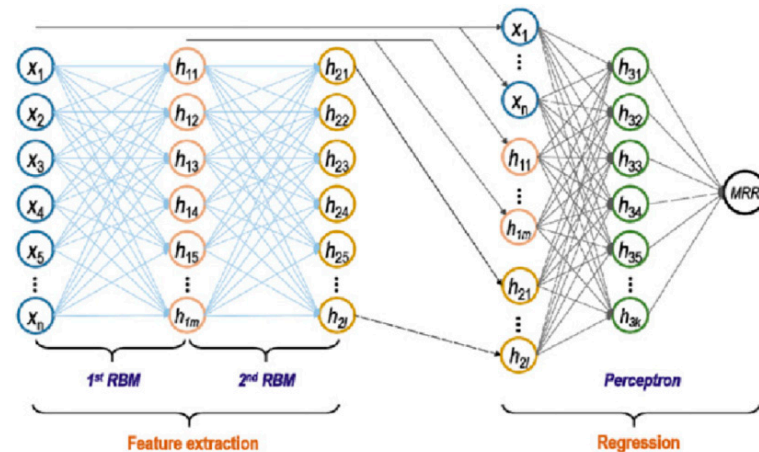 x1 h11 h21
x2 h12 h22
x3 h13 h23
x4 h14 h24
x5 h15 h25
xn h1m h2l
1st RBM 2nd RBM
Feature extraction
x1
xn
h11
h1m
h21
h2l
h31
h32
h33
h34
h35
h3k
MRR
Perceptron
Regression